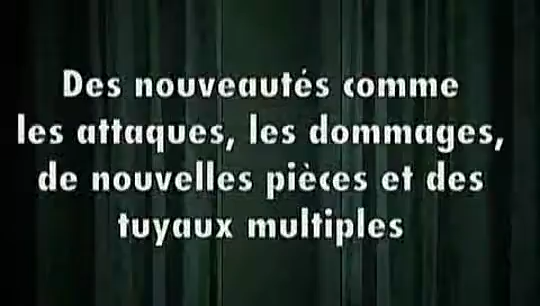 Des nouveautés comme
les attaques, les dommages,
de nouvelles pièces et des
tuyaux multiples